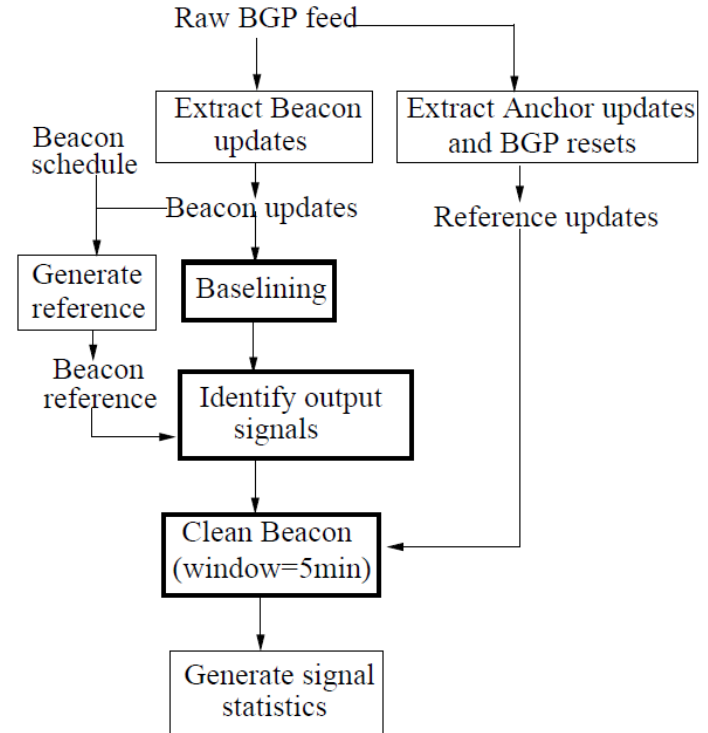 Raw BGP feed
Extract Beacon
updates
Extract Anchor updates
and BGP resets
Beacon
schedule
Beacon updates
Reference updates
Generate
reference
Baselining
Beacon
reference
Identify output
signals
Clean Beacon
(window=5min)
Generate signal
statistics